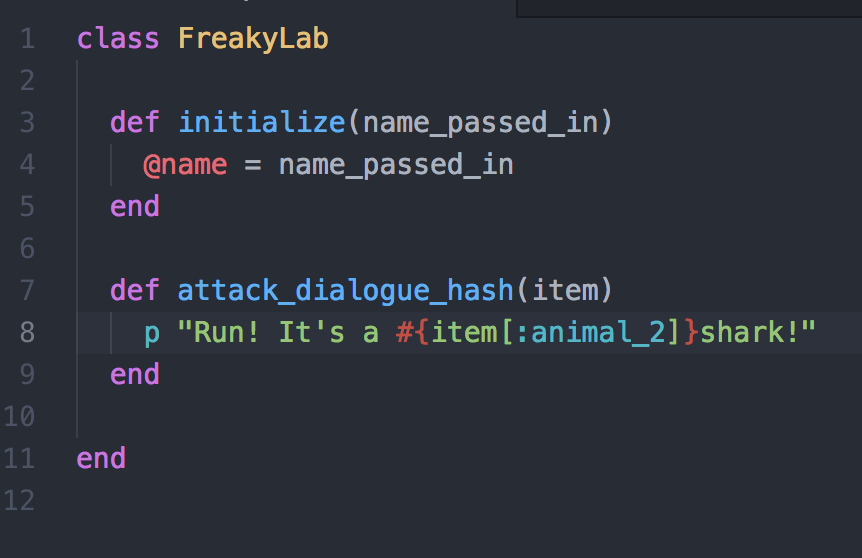 1 class FreakyLab
2
3 def initialize(name_passed_in)
4 @name = name_passed_in
5 end
6
7 def attack_dialogue_hash(item)
8 p "Run! It's a #{item[:animal_2]}shark!"
9 end
10
11 end
12